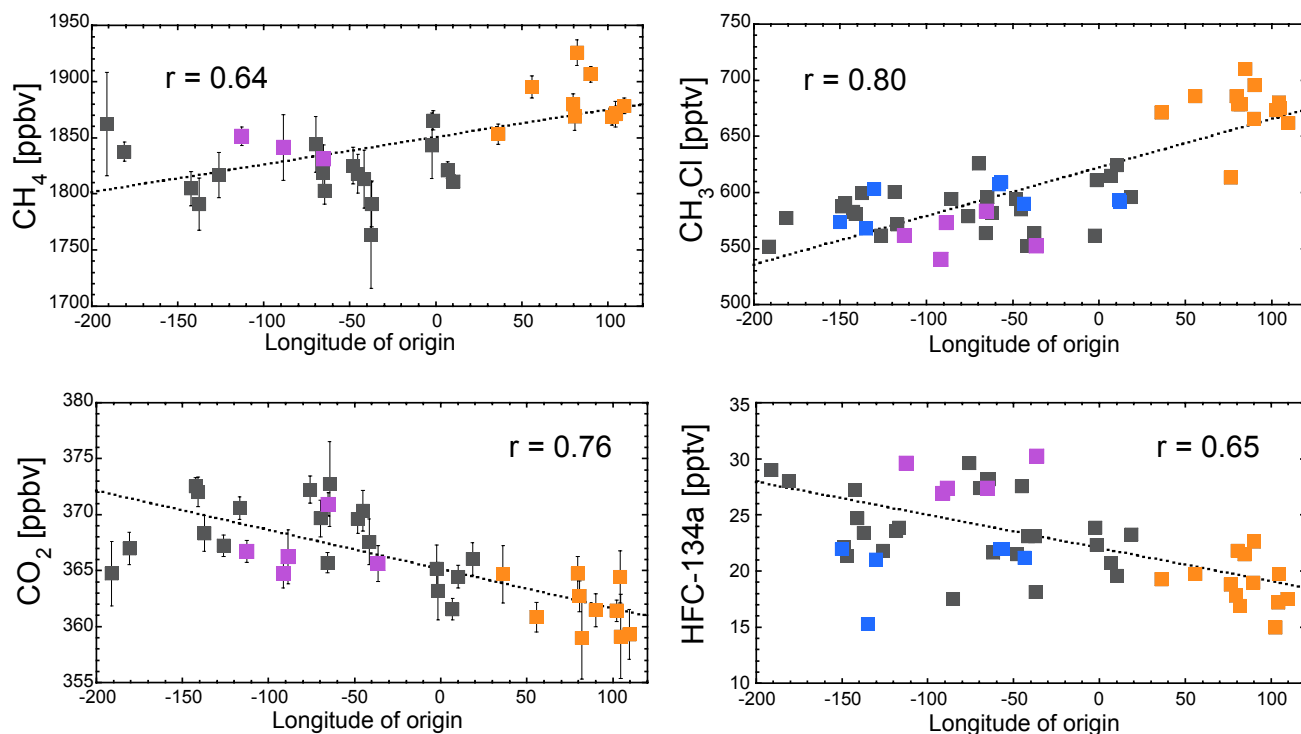 CH4 [ppbv]
1950
1900
1850
1800
1750
1700
r = 0.64
-200 -150 -100 -50 0 50 100
Longitude of origin
CH3Cl [pptv]
750
700
650
600
550
500
r = 0.80
-200 -150 -100 -50 0 50 100
Longitude of origin
CO2 [ppbv]
380
375
370
365
360
355
r = 0.76
-200 -150 -100 -50 0 50 100
Longitude of origin
HFC-134a [pptv]
35
30
25
20
15
10
r = 0.65
-200 -150 -100 -50 0 50 100
Longitude of origin